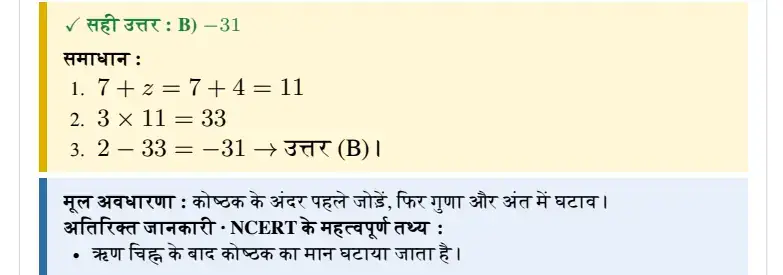 ✓ सही उत्तर : B) −31
समाधान :
1. 7 + z = 7 + 4 = 11
2. 3 × 11 = 33
3. 2 − 33 = −31 → उत्तर (B)।
मूल अवधारणा : कोष्ठक के अंदर पहले जोड़ें, फिर गुणा और अंत में घटाव।
अतिरिक्त जानकारी · NCERT के महत्वपूर्ण तथ्य :
• ऋण चिह्न के बाद कोष्ठक का मान घटाया जाता है।